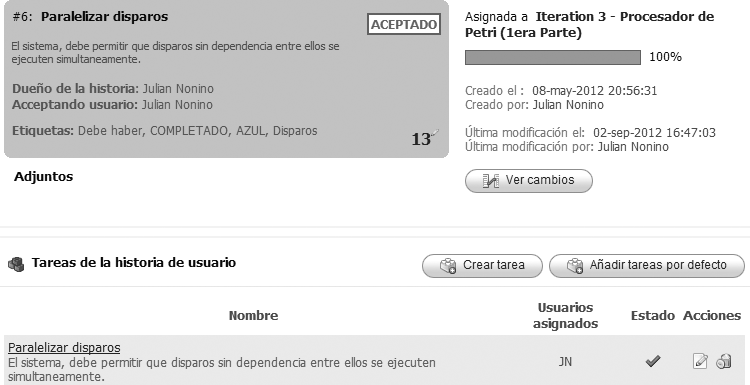 #6: Paralelizar disparos
ACEPTADO
El sistema, debe permitir que disparos sin dependencia entre ellos se
ejecuten simultaneamente.
Dueño de la historia: Julian Nonino
Acceptando usuario: Julian Nonino
Etiquetas: Debe haber, COMPLETADO, AZUL, Disparos
13
Adjuntos
Asignada a Iteration 3 - Procesador de
Petri (1era Parte)
100%
Creado el : 08-may-2012 20:56:31
Creado por: Julian Nonino
Última modificación el: 02-sep-2012 16:47:03
Última modificación por: Julian Nonino
Ver cambios
Tareas de la historia de usuario
Crear tarea
Añadir tareas por defecto
Nombre
Usuarios
asignados
Estado
Acciones
Paralelizar disparos
El sistema, debe permitir que disparos sin dependencia entre ellos se ejecuten
simultaneamente.
JN